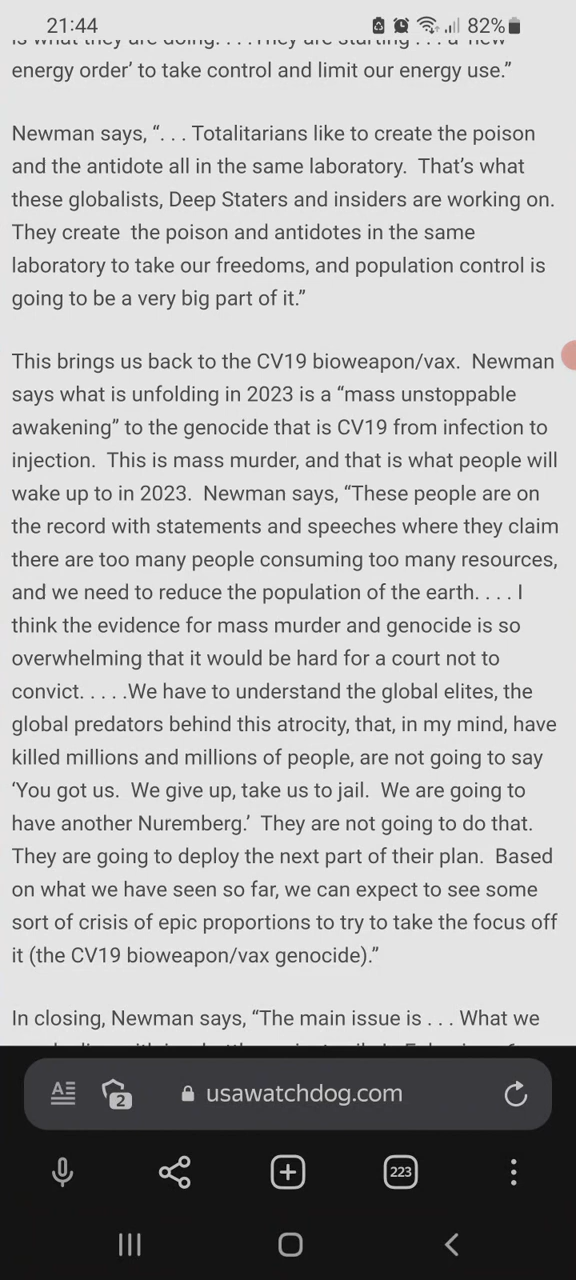 21:44
82%
is what they are doing. . . .They are starting . . . a 'new
energy order' to take control and limit our energy use.”
Newman says, “. . . Totalitarians like to create the poison
and the antidote all in the same laboratory.  That’s what
these globalists, Deep Staters and insiders are working on.
They create  the poison and antidotes in the same
laboratory to take our freedoms, and population control is
going to be a very big part of it.”
This brings us back to the CV19 bioweapon/vax.  Newman
says what is unfolding in 2023 is a “mass unstoppable
awakening” to the genocide that is CV19 from infection to
injection.  This is mass murder, and that is what people will
wake up to in 2023.  Newman says, “These people are on
the record with statements and speeches where they claim
there are too many people consuming too many resources,
and we need to reduce the population of the earth. . . . I
think the evidence for mass murder and genocide is so
overwhelming that it would be hard for a court not to
convict. . . . .We have to understand the global elites, the
global predators behind this atrocity, that, in my mind, have
killed millions and millions of people, are not going to say
‘You got us.  We give up, take us to jail.  We are going to
have another Nuremberg.’  They are not going to do that.
They are going to deploy the next part of their plan.  Based
on what we have seen so far, we can expect to see some
sort of crisis of epic proportions to try to take the focus off
it (the CV19 bioweapon/vax genocide).”
In closing, Newman says, “The main issue is . . . What we
2
usawatchdog.com
223